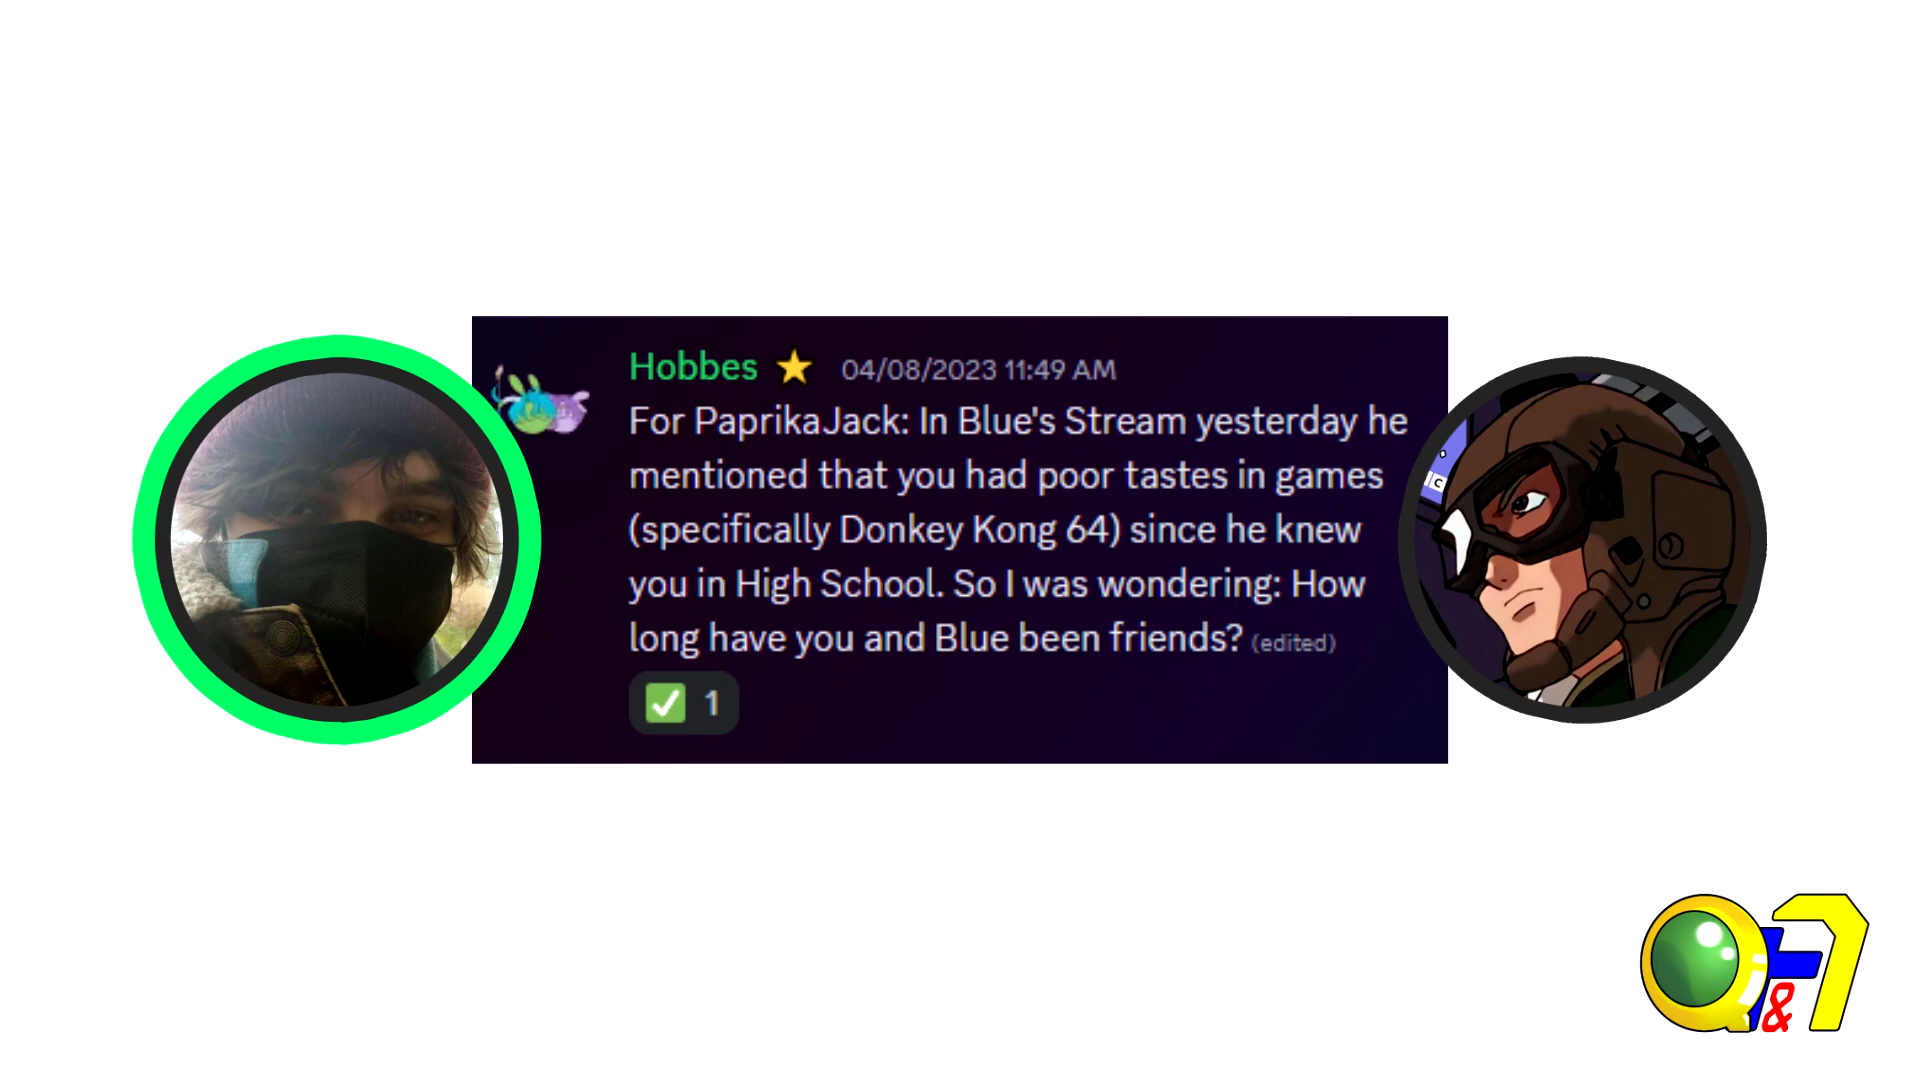 Hobbes ⭐ 04/08/2023 11:49 AM
For PaprikaJack: In Blue's Stream yesterday he
mentioned that you had poor tastes in games
(specifically Donkey Kong 64) since he knew
you in High School. So I was wondering: How
long have you and Blue been friends? (edited)
✅ 1
C
Q&A